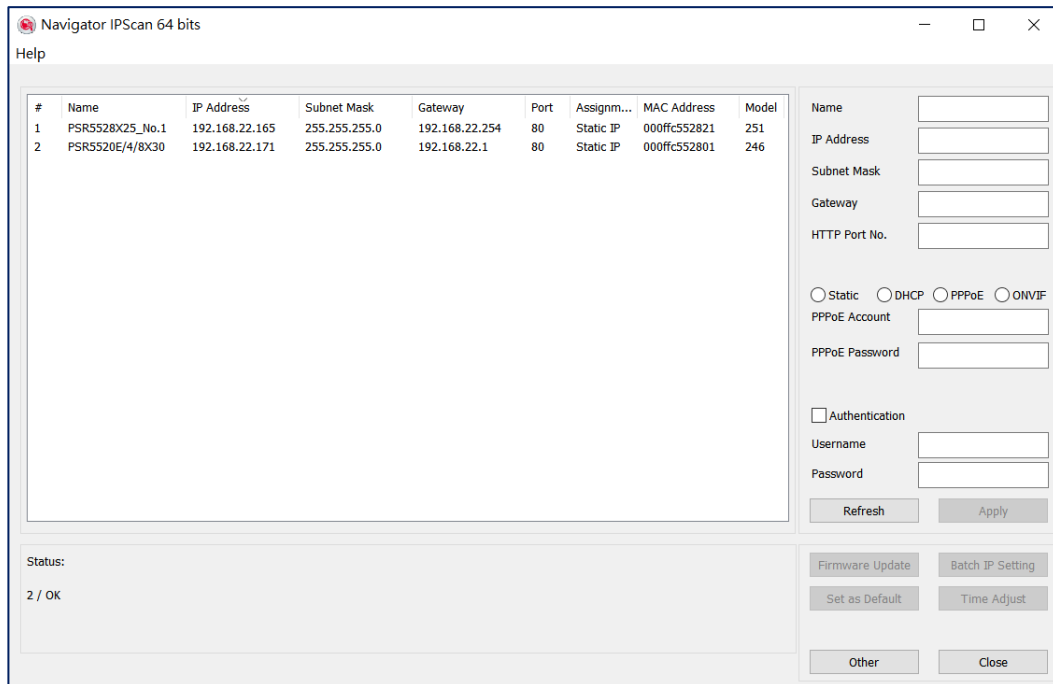 Navigator IPScan 64 bits
Help
# Name IP Address Subnet Mask Gateway Port Assignm... MAC Address Model
1 PSR5528X25_No.1 192.168.22.165 255.255.255.0 192.168.22.254 80 Static IP 000ffc552821 251
2 PSR5520E/4/8X30 192.168.22.171 255.255.255.0 192.168.22.1 80 Static IP 000ffc552801 246
Name
IP Address
Subnet Mask
Gateway
HTTP Port No.
Static DHCP PPPoE ONVIF
PPPoE Account
PPPoE Password
Authentication
Username
Password
Refresh Apply
Status:
2 / OK
Firmware Update Batch IP Setting
Set as Default Time Adjust
Other Close